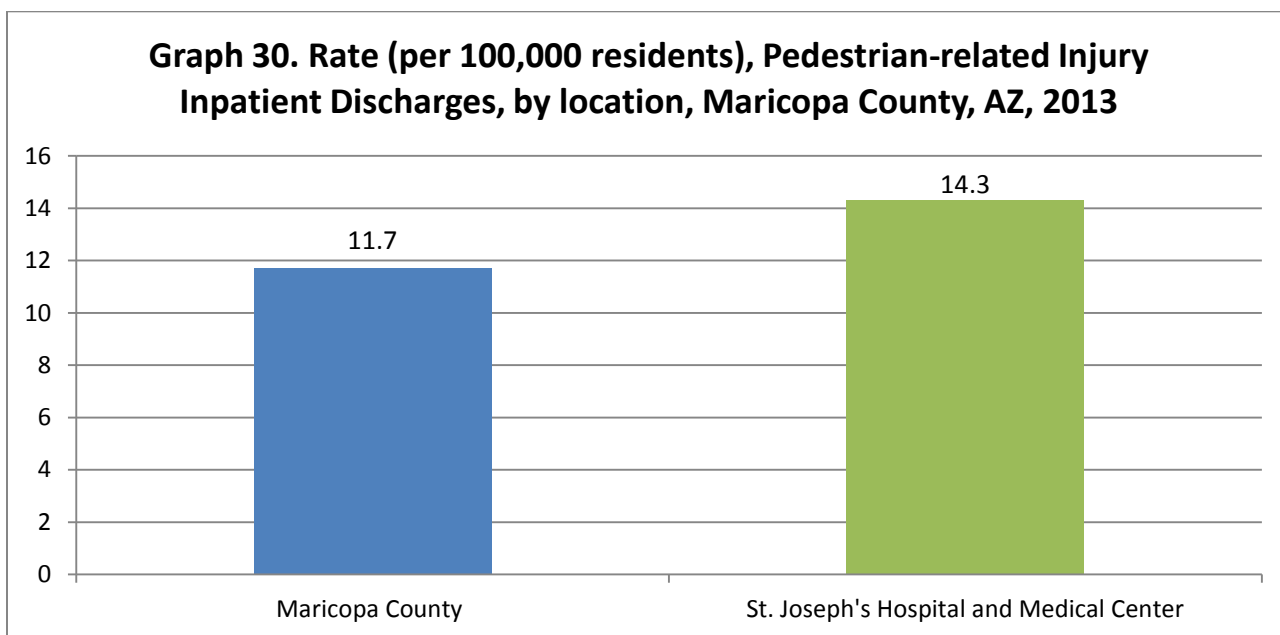 Graph 30. Rate (per 100,000 residents), Pedestrian-related Injury
Inpatient Discharges, by location, Maricopa County, AZ, 2013
16
14
12
10
8
6
4
2
0
11.7
14.3
Maricopa County
St. Joseph's Hospital and Medical Center